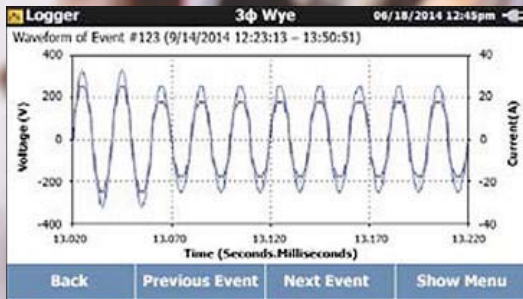 Logger 3ф Wye 06/18/2014 12:45pm
Waveform of Event #123 (9/14/2014 12:23:13 – 13:50:51)
400 40
200 20
0 0
-200 -20
-400 -40
Voltage (V)
Current(A)
13.020 13.070 13.120 13.170 13.220
Time (Seconds.Milliseconds)
Back Previous Event Next Event Show Menu